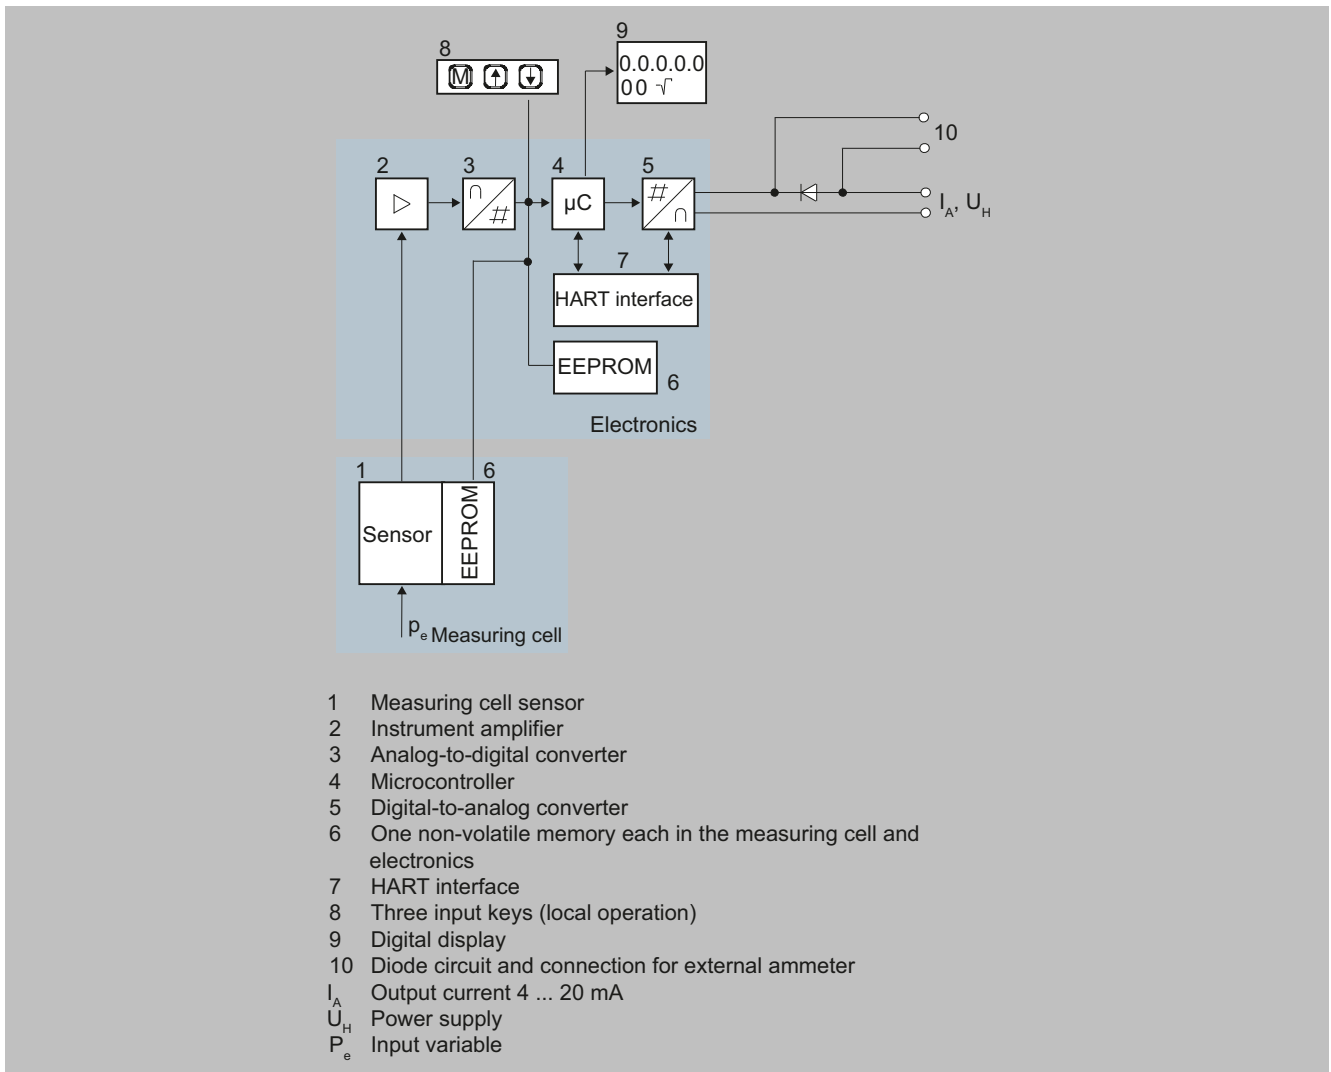 9
8
M
0.0.0.0.0
00 √
10
2
3
4
5
∩
#
µC
#
∩
I_A, U_H
7
HART interface
EEPROM
6
Electronics
1
6
Sensor
EEPROM
p_e Measuring cell
1 Measuring cell sensor
2 Instrument amplifier
3 Analog-to-digital converter
4 Microcontroller
5 Digital-to-analog converter
6 One non-volatile memory each in the measuring cell and
electronics
7 HART interface
8 Three input keys (local operation)
9 Digital display
10 Diode circuit and connection for external ammeter
I_A Output current 4 ... 20 mA
U_H Power supply
P_e Input variable